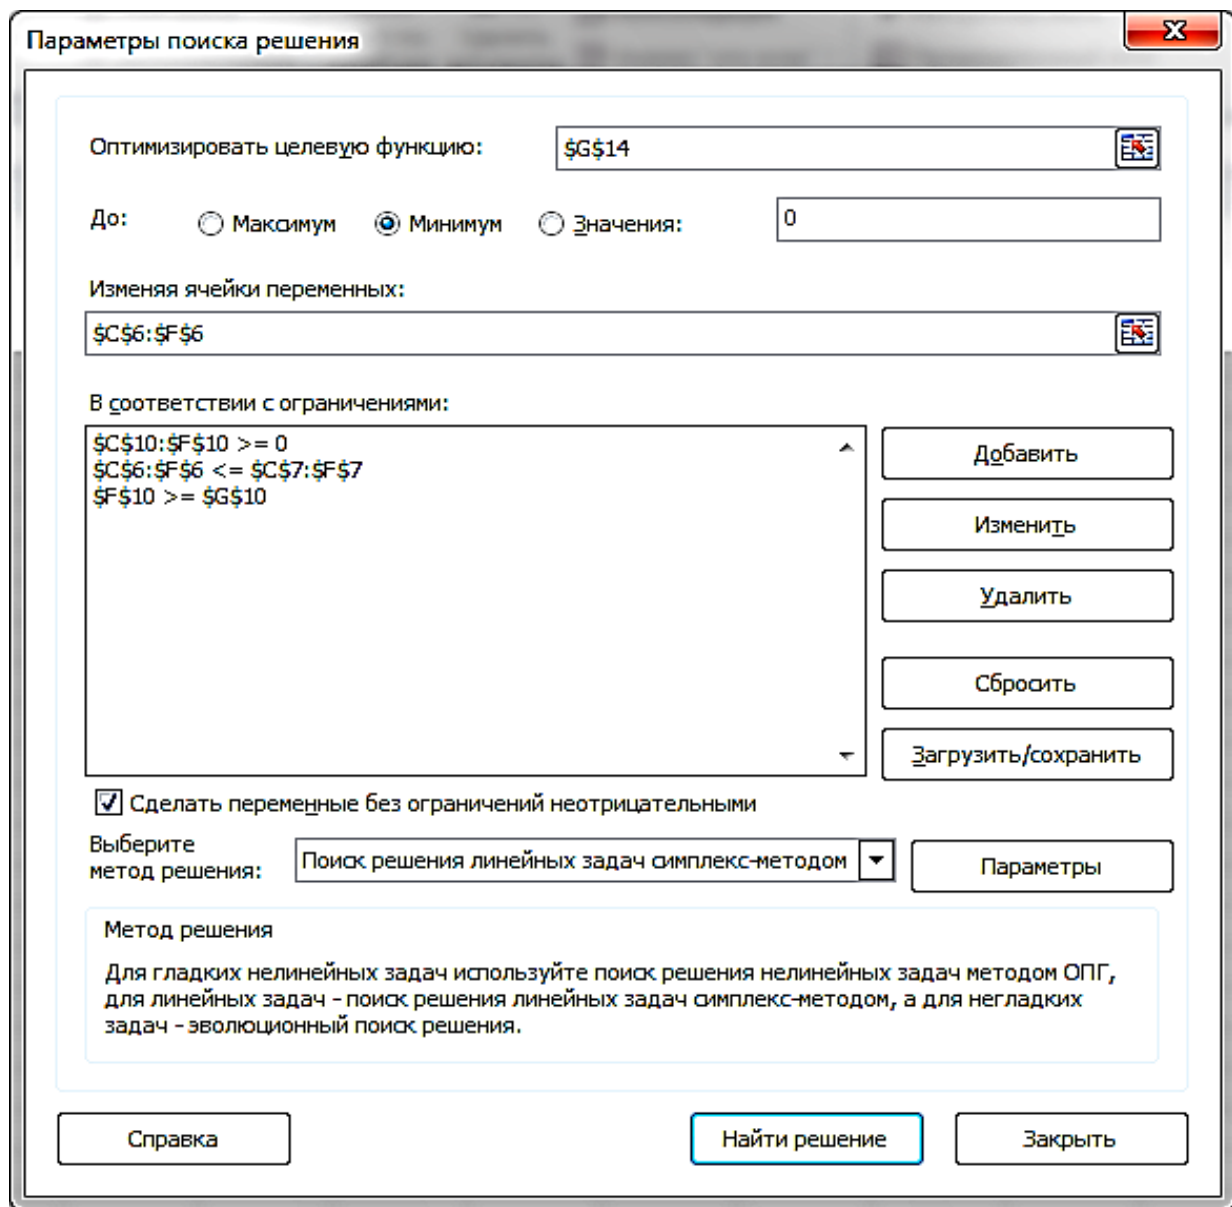 Параметры поиска решения
X
Оптимизировать целевую функцию:
$G$14
До:
Максимум
Минимум
Значения:
0
Изменяя ячейки переменных:
$C$6:$F$6
В соответствии с ограничениями:
$C$10:$F$10 >= 0
$C$6:$F$6 <= $C$7:$F$7
$F$10 >= $G$10
Добавить
Изменить
Удалить
Сбросить
Загрузить/сохранить
Сделать переменные без ограничений неотрицательными
Выберите
метод решения:
Поиск решения линейных задач симплекс-методом
Параметры
Метод решения
Для гладких нелинейных задач используйте поиск решения нелинейных задач методом ОПГ,
для линейных задач - поиск решения линейных задач симплекс-методом, а для негладких
задач - эволюционный поиск решения.
Справка
Найти решение
Закрыть